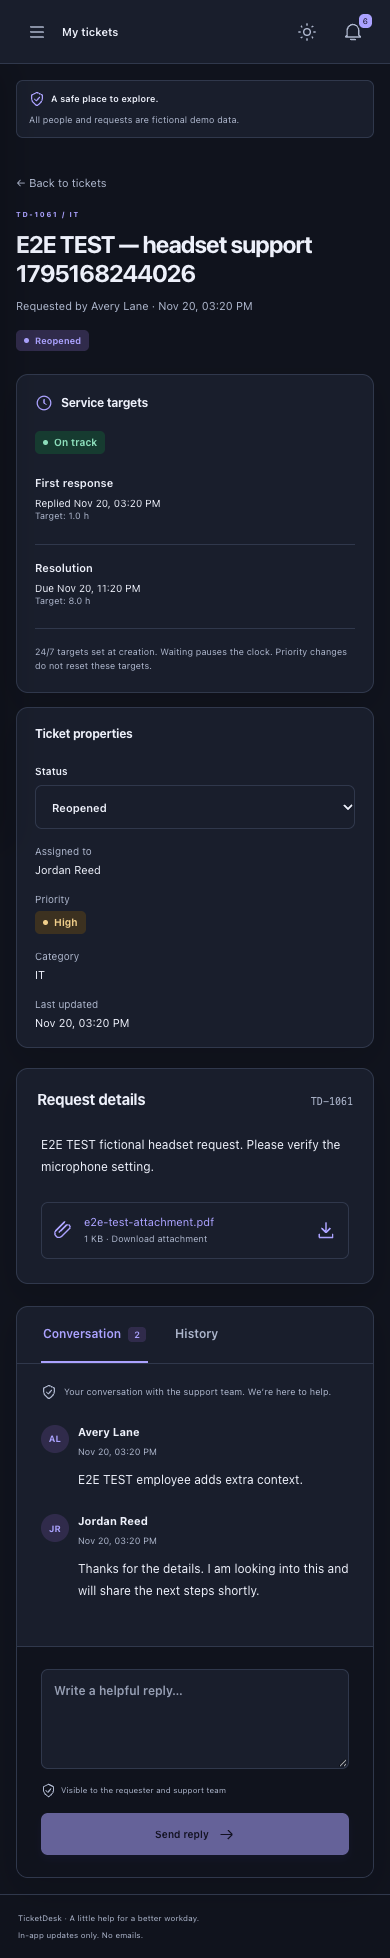 My tickets
6
A safe place to explore.
All people and requests are fictional demo data.
← Back to tickets
TD-1061 / IT
E2E TEST — headset support
1795168244026
Requested by Avery Lane · Nov 20, 03:20 PM
Reopened
Service targets
On track
First response
Replied Nov 20, 03:20 PM
Target: 1.0 h
Resolution
Due Nov 20, 11:20 PM
Target: 8.0 h
24/7 targets set at creation. Waiting pauses the clock. Priority changes
do not reset these targets.
Ticket properties
Status
Reopened
Assigned to
Jordan Reed
Priority
High
Category
IT
Last updated
Nov 20, 03:20 PM
Request details TD-1061
E2E TEST fictional headset request. Please verify the
microphone setting.
e2e-test-attachment.pdf
1 KB · Download attachment
Conversation 2 History
Your conversation with the support team. We're here to help.
AL Avery Lane
Nov 20, 03:20 PM
E2E TEST employee adds extra context.
JR Jordan Reed
Nov 20, 03:20 PM
Thanks for the details. I am looking into this and
will share the next steps shortly.
Write a helpful reply...
Visible to the requester and support team
Send reply →
TicketDesk · A little help for a better workday.
In-app updates only. No emails.